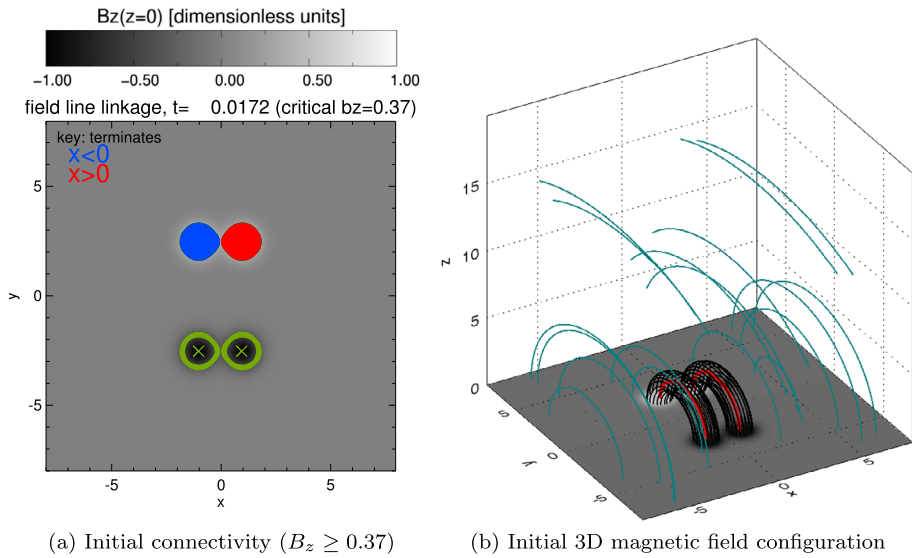 Bz(z=0) [dimensionless units]
−1.00 −0.50 0.00 0.50 1.00
field line linkage, t= 0.0172 (critical bz=0.37)
key: terminates
x<0
x>0
5
0
-5
y
-5 0 5
x
15
10
5
0
z
5
0
-5
y
-5
0
5
x
(a) Initial connectivity (Bz ≥ 0.37)
(b) Initial 3D magnetic field configuration